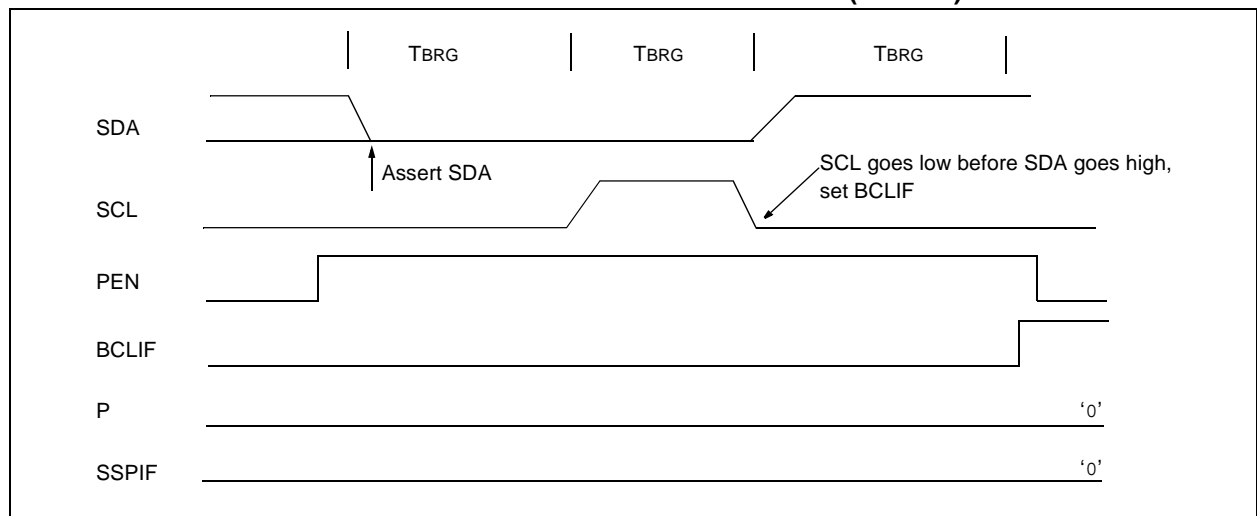 TBRG TBRG TBRG
SDA
Assert SDA
SCL goes low before SDA goes high,
set BCLIF
SCL
PEN
BCLIF
P
‘0’
SSPIF
‘0’